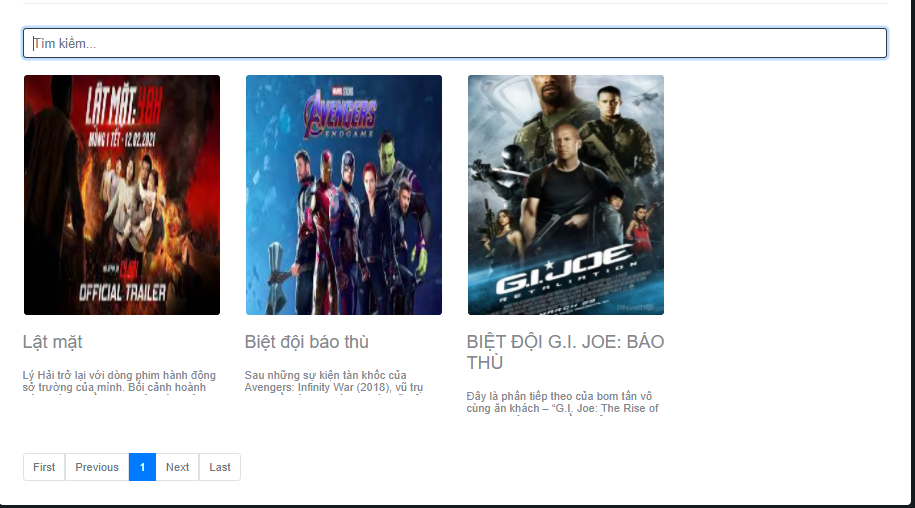 Tìm kiếm...
LẬT MẶT: 48H
MÙNG 1 TẾT - 12.02.2021
OFFICIAL TRAILER
MARVEL STUDIOS
AVENGERS
ENDGAME
G.I. JOE
RETALIATION
MARCH 29
Lật mặt
Lý Hải trở lại với dòng phim hành động
sở trường của mình. Bối cảnh hoành
Biệt đội báo thù
Sau những sự kiện tàn khốc của
Avengers: Infinity War (2018), vũ trụ
BIỆT ĐỘI G.I. JOE: BÁO
THÙ
Đây là phần tiếp theo của bom tấn vô
cùng ăn khách – “G.I. Joe: The Rise of
First Previous 1 Next Last